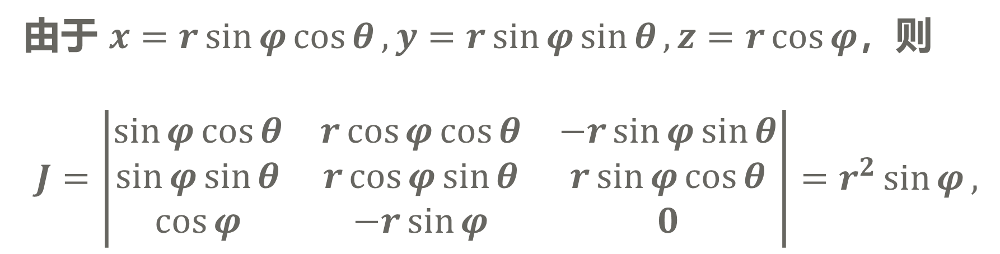 由于 x = r sin φ cos θ , y = r sin φ sin θ , z = r cos φ，则
J = | sin φ cos θ   r cos φ cos θ   −r sin φ sin θ |
| sin φ sin θ   r cos φ sin θ   r sin φ cos θ | = r² sin φ ,
| cos φ   −r sin φ   0 |